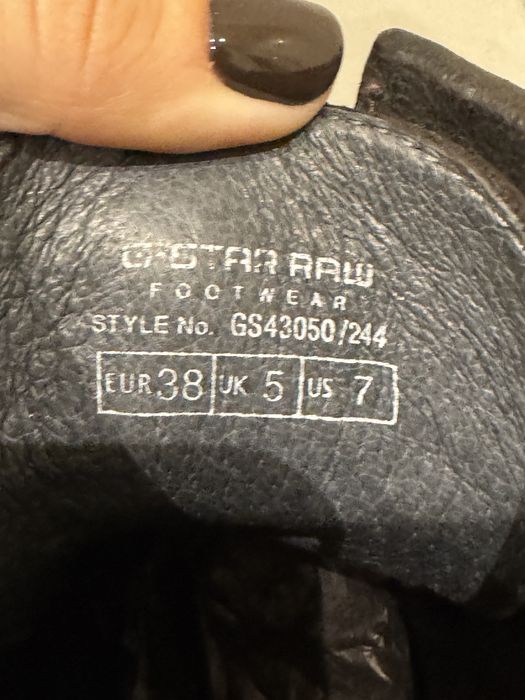 G-STAR RAW
FOOTWEAR
STYLE No. GS43050/244
EUR 38 UK 5 US 7